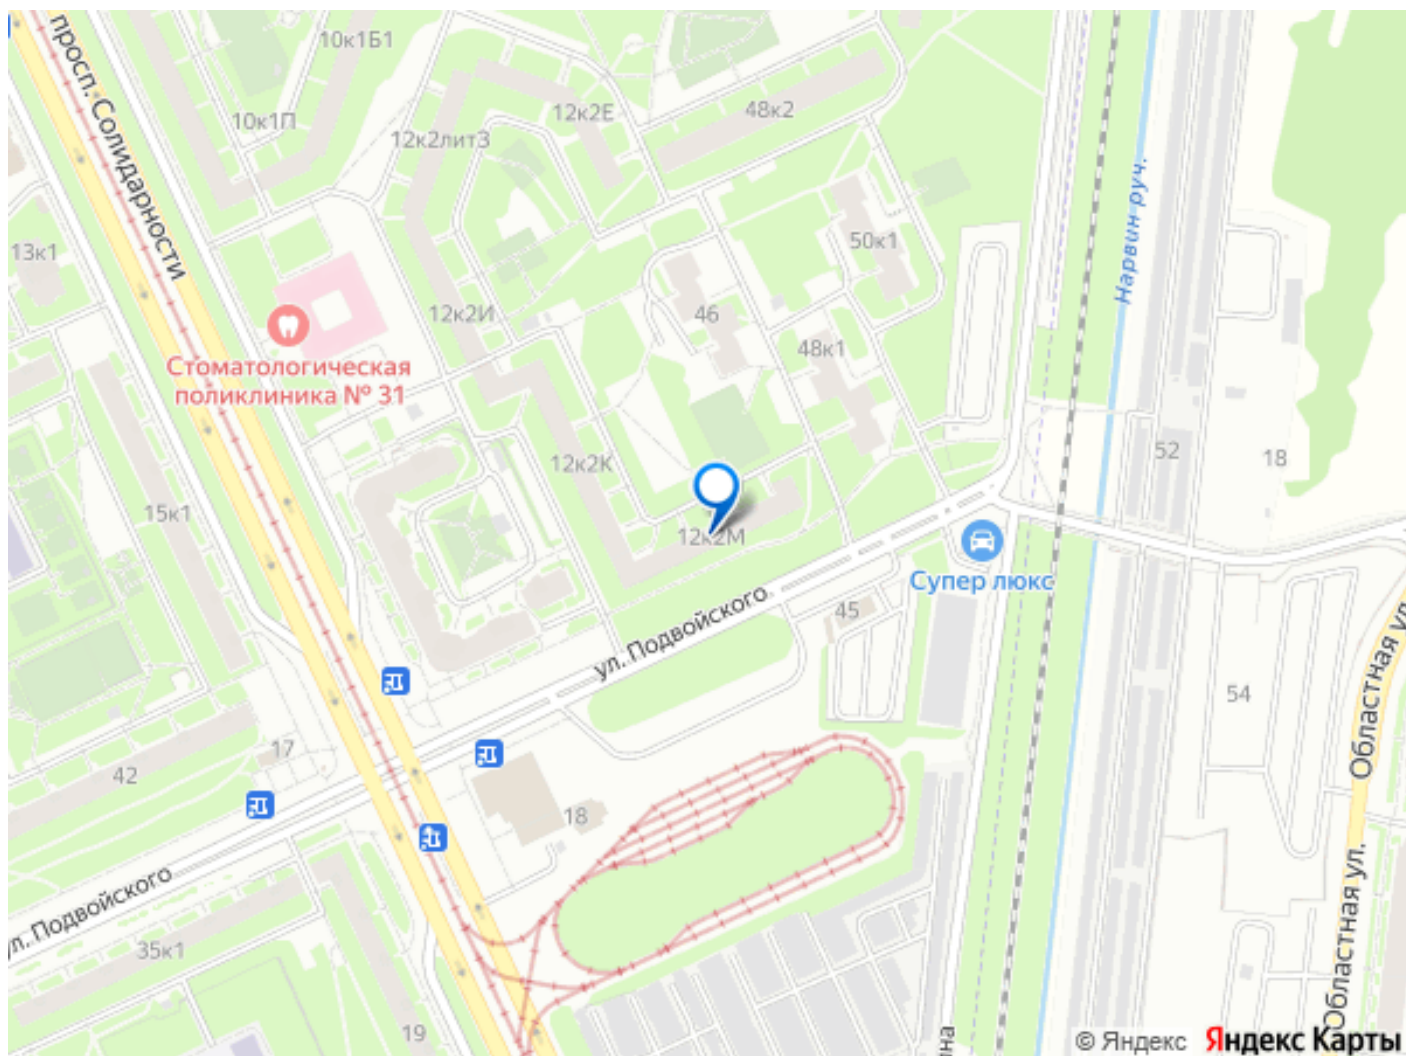 10к1Б1
просп. Солидарности
10к1П
12к2лит3
12к2Е
48к2
Нарвин руч.
13к1
50к1
12к2И
46
48к1
Стоматологическая
поликлиника № 31
15к1
12к2К
12к2М
52
18
Супер люкс
45
ул. Подвойского
Областная ул.
54
17
42
18
ул. Подвойского
35к1
19
Областная ул.
ина
© Яндекс
Яндекс Карты